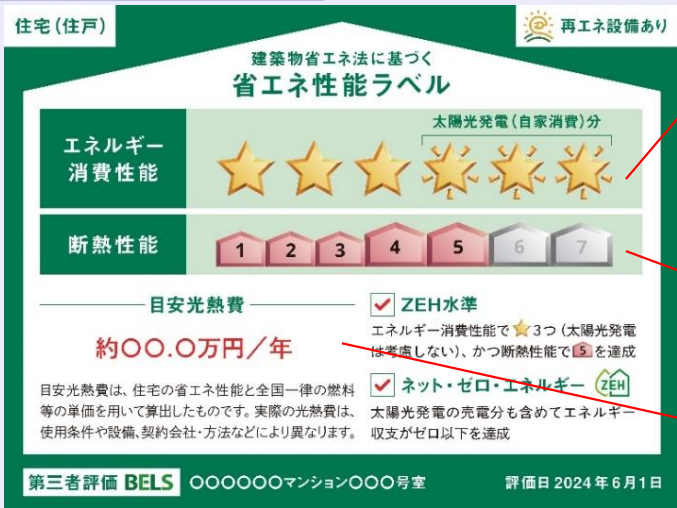 住宅(住戸)
再エネ設備あり
建築物省エネ法に基づく
省エネ性能ラベル
エネルギー
消費性能
太陽光発電(自家消費)分
断熱性能
1 2 3 4 5 6 7
目安光熱費
約〇〇.〇万円/年
目安光熱費は、住宅の省エネ性能と全国一律の燃料
等の単価を用いて算出したものです。実際の光熱費は、
使用条件や設備、契約会社・方法などにより異なります。
ZEH水準
エネルギー消費性能で★3つ(太陽光発電
は考慮しない)、かつ断熱性能で5を達成
ネット・ゼロ・エネルギー ZEH
太陽光発電の売電分も含めてエネルギー
収支がゼロ以下を達成
第三者評価 BELS 〇〇〇〇〇〇マンション〇〇〇号室 評価日2024年6月1日